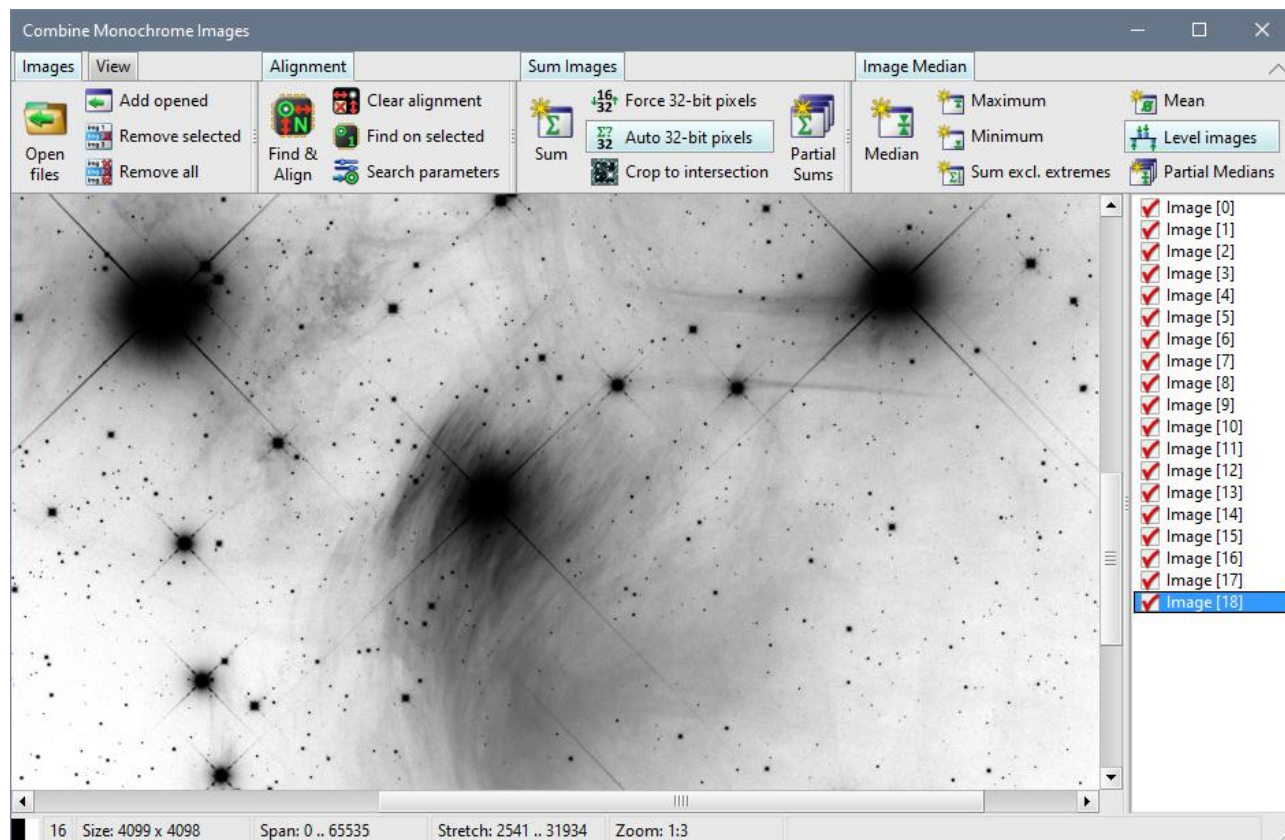 Combine Monochrome Images
Images View Alignment Sum Images Image Median
Open files
Add opened
Remove selected
Remove all
Find & Align
Clear alignment
Find on selected
Search parameters
Sum
Force 32-bit pixels
Auto 32-bit pixels
Crop to intersection
Partial Sums
Median
Maximum
Minimum
Sum excl. extremes
Mean
Level images
Partial Medians
Image [0]
Image [1]
Image [2]
Image [3]
Image [4]
Image [5]
Image [6]
Image [7]
Image [8]
Image [9]
Image [10]
Image [11]
Image [12]
Image [13]
Image [14]
Image [15]
Image [16]
Image [17]
Image [18]
16 Size: 4099 x 4098 Span: 0 .. 65535 Stretch: 2541 .. 31934 Zoom: 1:3